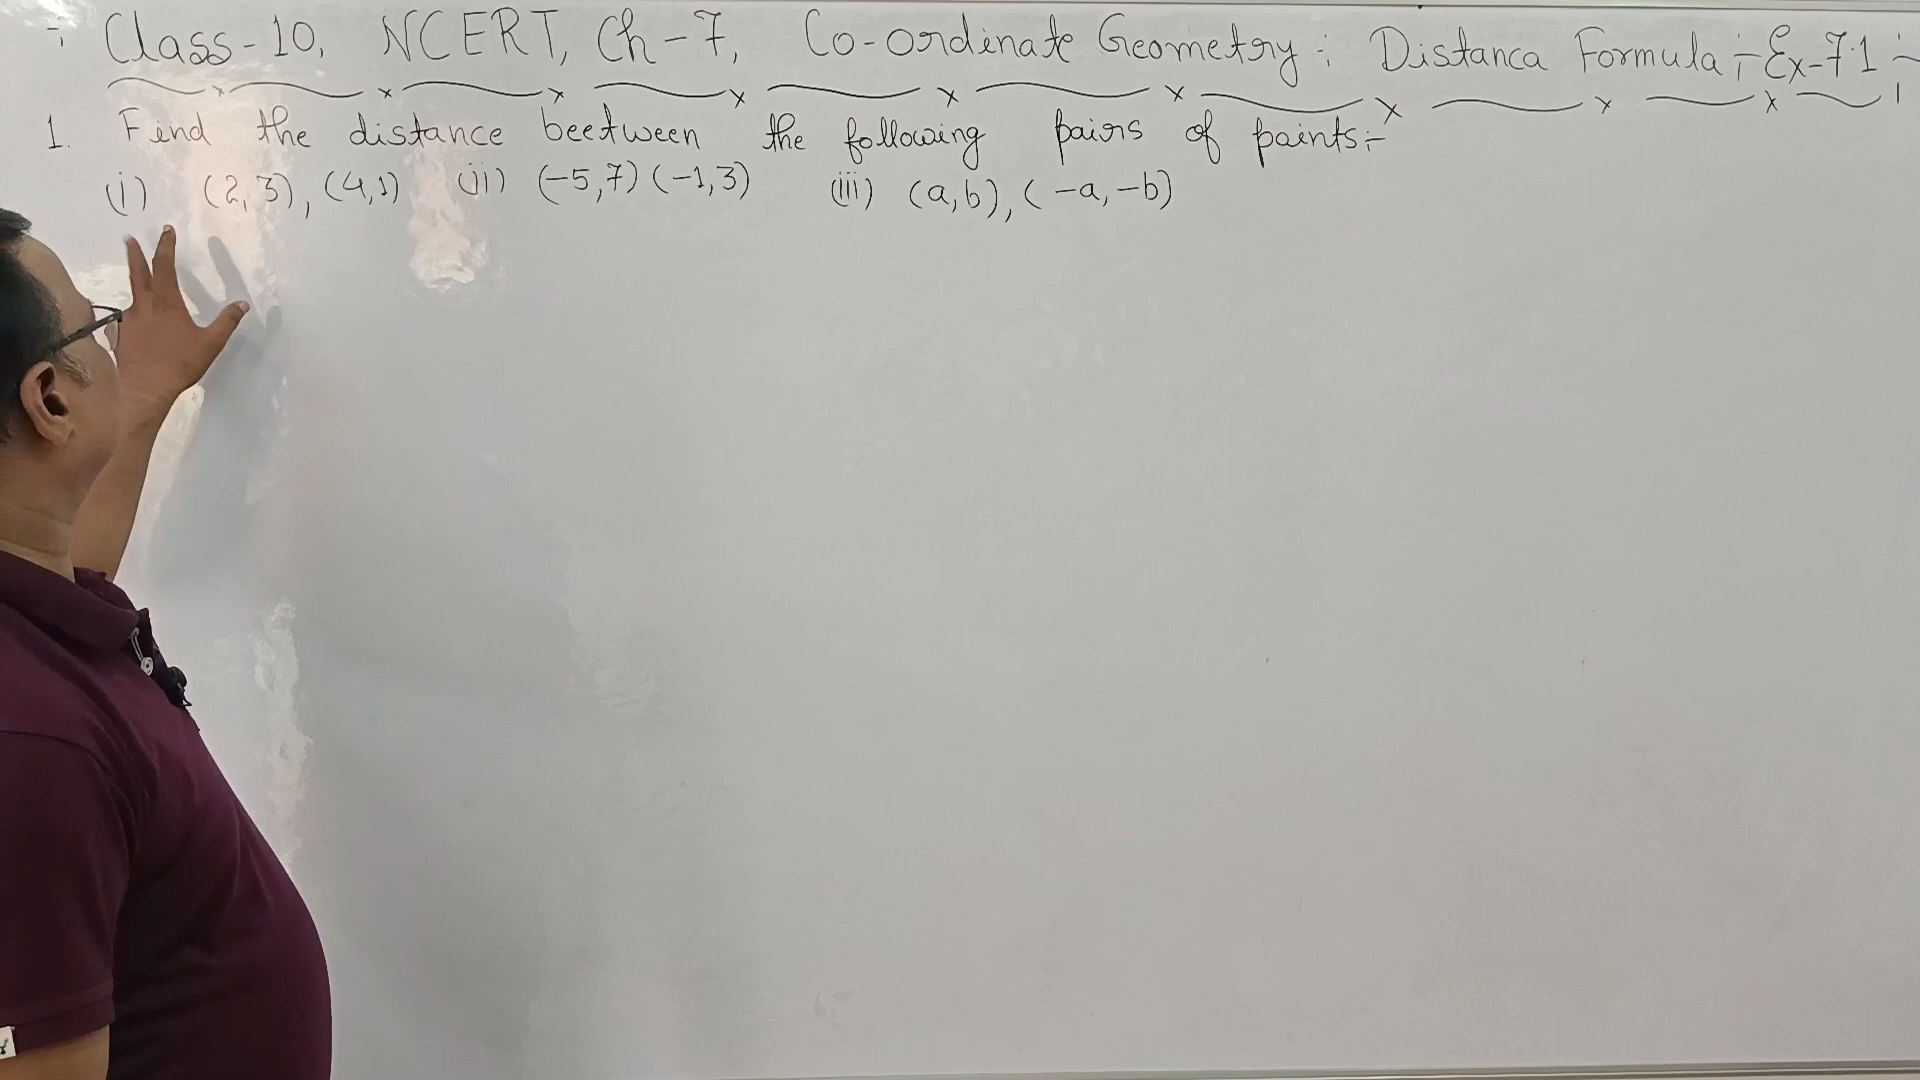 Class-10, NCERT, Ch-7, Co-ordinate Geometry : Distanca Formula :- Ex-7.1 :-
1. Find the distance beetween the following pairs of paints:-
(i) (2,3), (4,1) (ii) (-5,7) (-1,3) (iii) (a,b), (-a,-b)